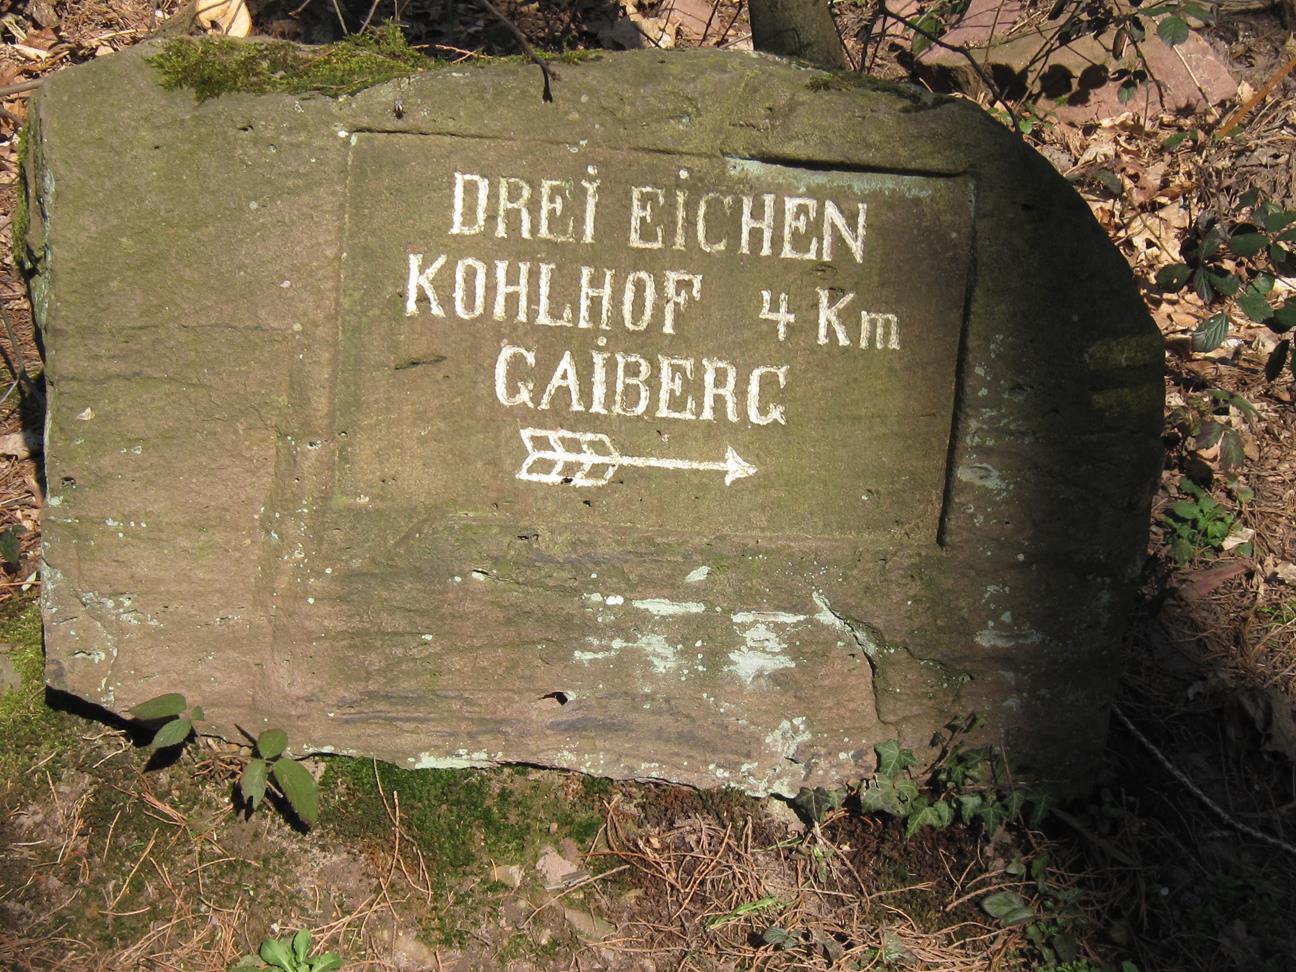 DREI EICHEN
KOHLHOF 4 Km
GAIBERG